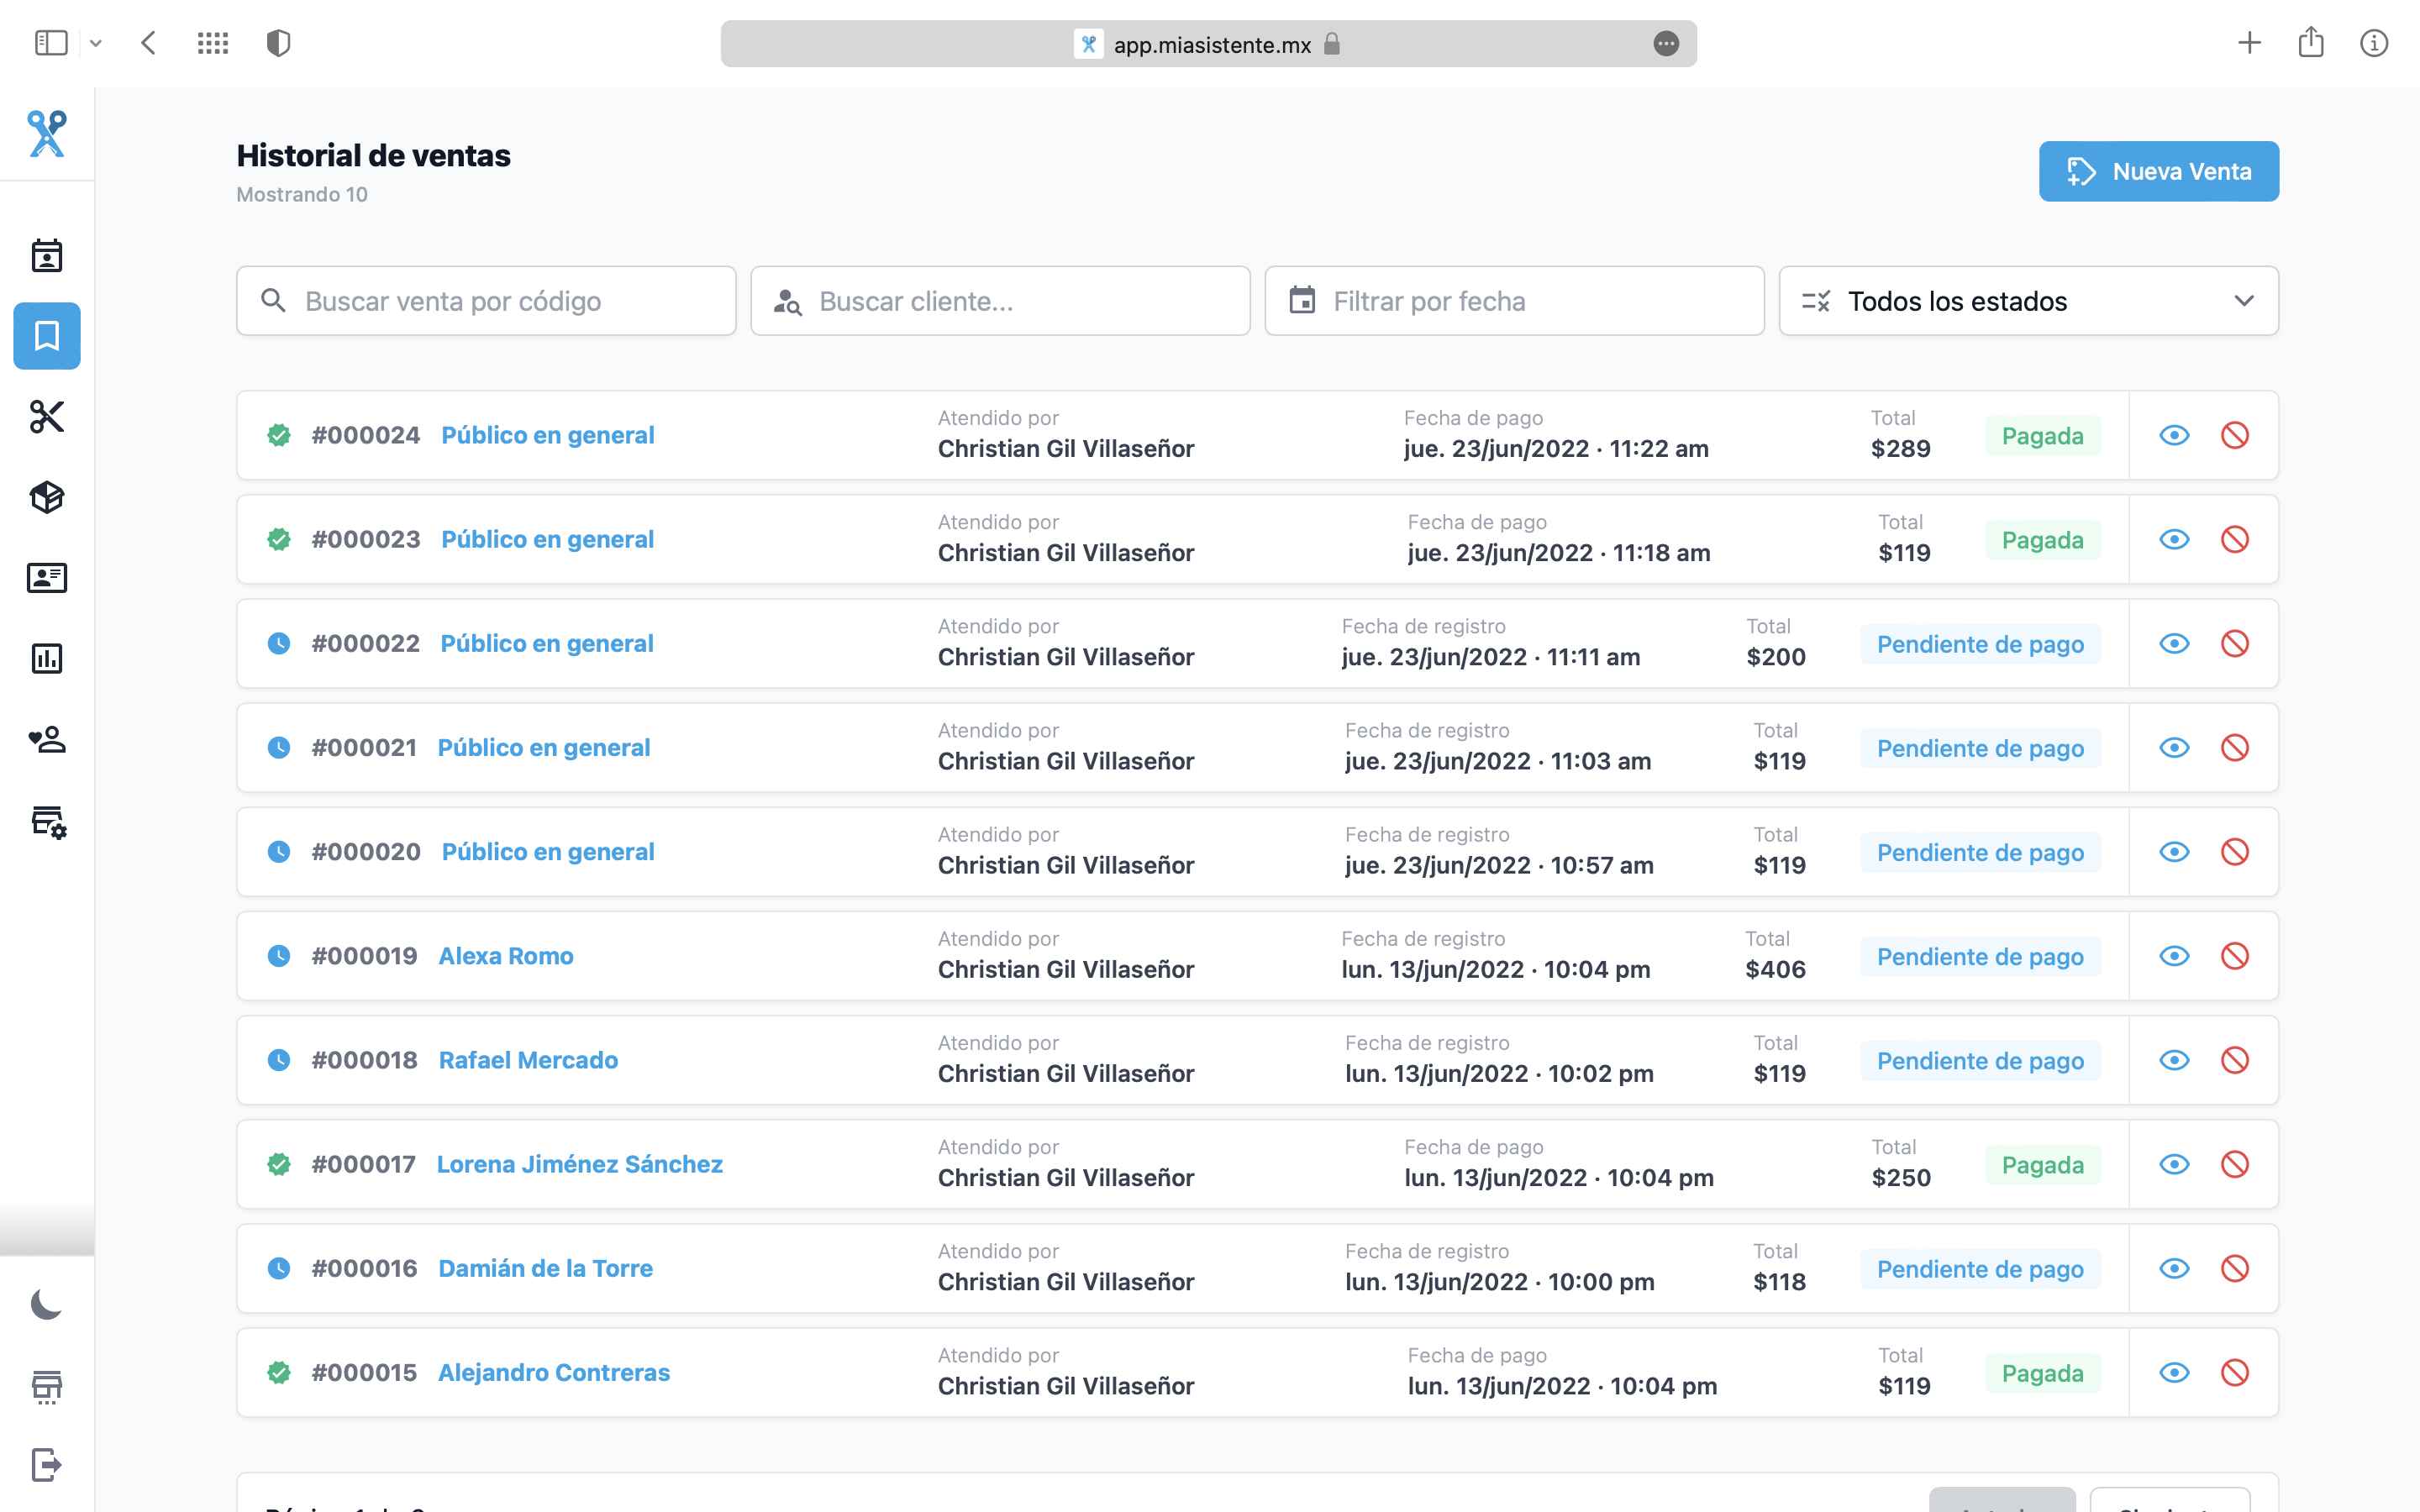 app.miasistente.mx
Historial de ventas
Mostrando 10
Nueva Venta
Buscar venta por código
Buscar cliente...
Filtrar por fecha
Todos los estados
#000024 Público en general
Atendido por
Christian Gil Villaseñor
Fecha de pago
jue. 23/jun/2022 · 11:22 am
Total
$289
Pagada
#000023 Público en general
Atendido por
Christian Gil Villaseñor
Fecha de pago
jue. 23/jun/2022 · 11:18 am
Total
$119
Pagada
#000022 Público en general
Atendido por
Christian Gil Villaseñor
Fecha de registro
jue. 23/jun/2022 · 11:11 am
Total
$200
Pendiente de pago
#000021 Público en general
Atendido por
Christian Gil Villaseñor
Fecha de registro
jue. 23/jun/2022 · 11:03 am
Total
$119
Pendiente de pago
#000020 Público en general
Atendido por
Christian Gil Villaseñor
Fecha de registro
jue. 23/jun/2022 · 10:57 am
Total
$119
Pendiente de pago
#000019 Alexa Romo
Atendido por
Christian Gil Villaseñor
Fecha de registro
lun. 13/jun/2022 · 10:04 pm
Total
$406
Pendiente de pago
#000018 Rafael Mercado
Atendido por
Christian Gil Villaseñor
Fecha de registro
lun. 13/jun/2022 · 10:02 pm
Total
$119
Pendiente de pago
#000017 Lorena Jiménez Sánchez
Atendido por
Christian Gil Villaseñor
Fecha de pago
lun. 13/jun/2022 · 10:04 pm
Total
$250
Pagada
#000016 Damián de la Torre
Atendido por
Christian Gil Villaseñor
Fecha de registro
lun. 13/jun/2022 · 10:00 pm
Total
$118
Pendiente de pago
#000015 Alejandro Contreras
Atendido por
Christian Gil Villaseñor
Fecha de pago
lun. 13/jun/2022 · 10:04 pm
Total
$119
Pagada